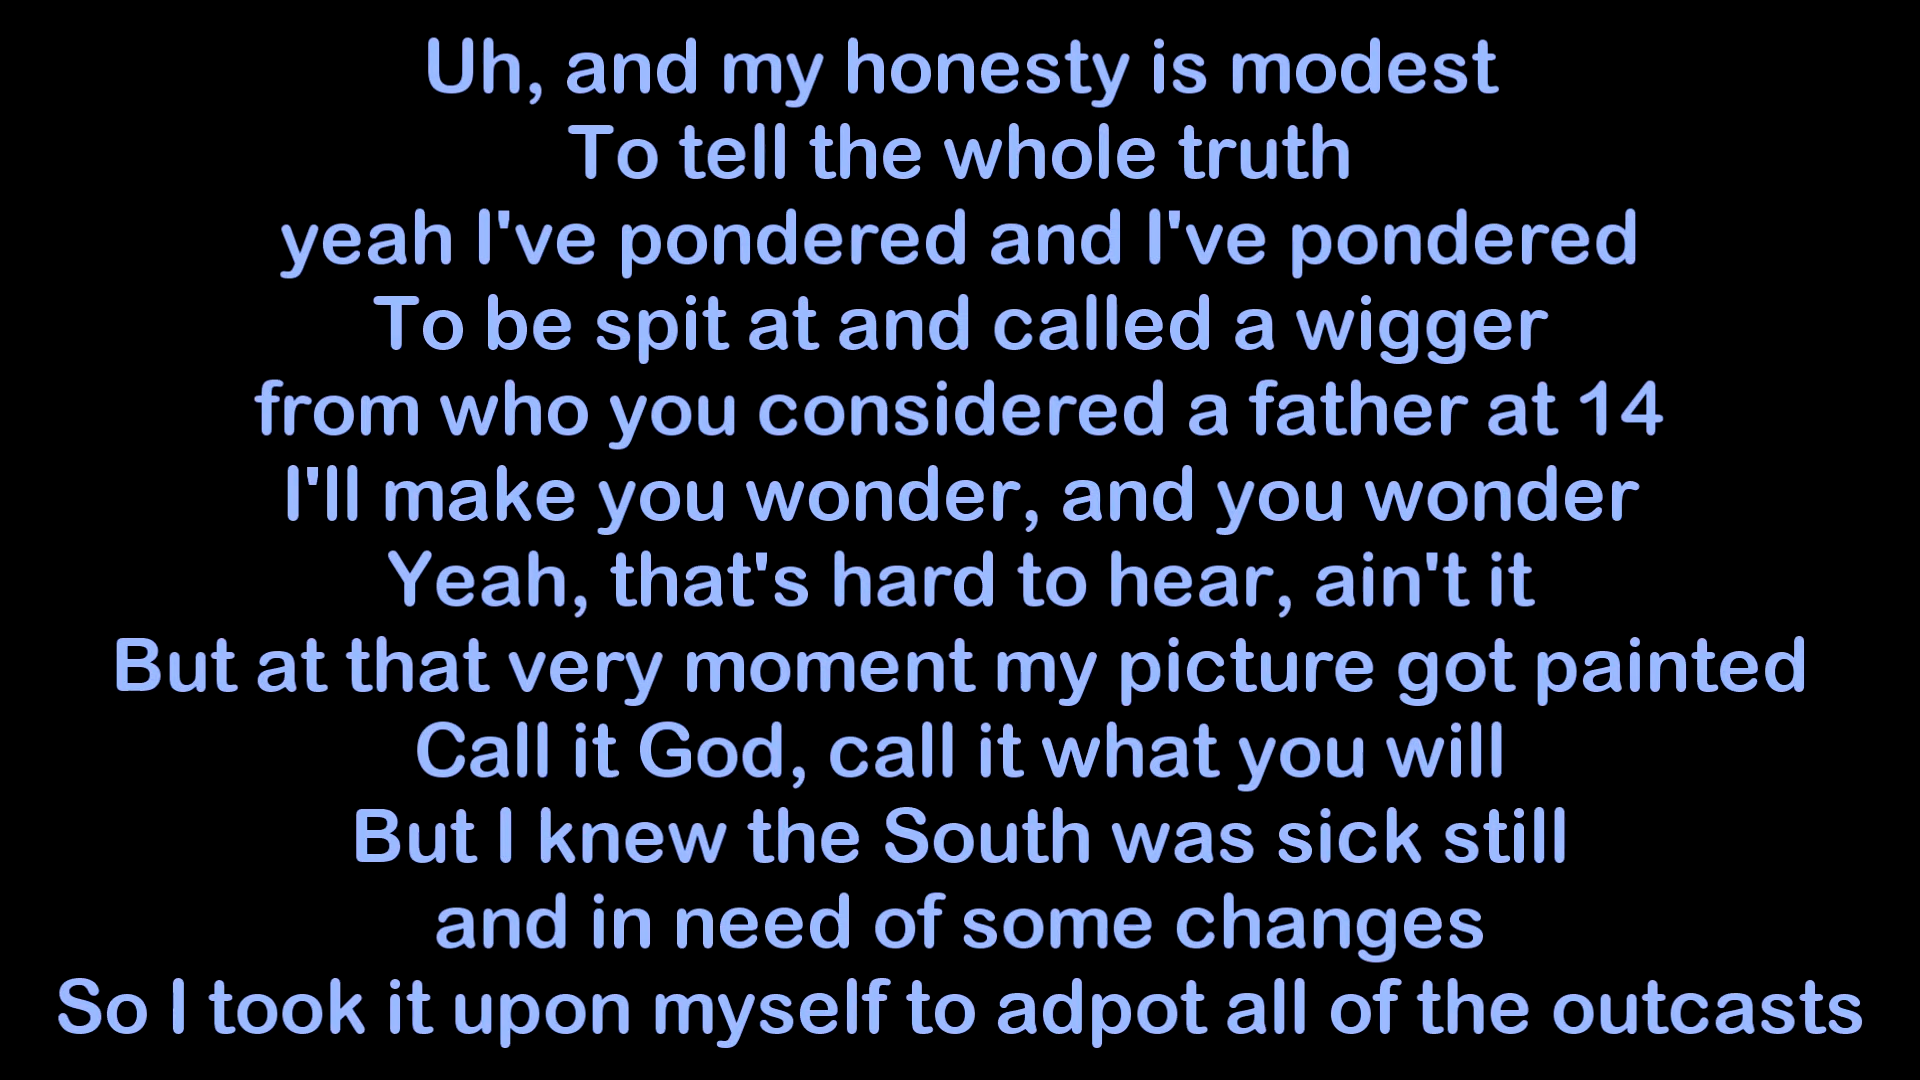 Uh, and my honesty is modest
To tell the whole truth
yeah I've pondered and I've pondered
To be spit at and called a wigger
from who you considered a father at 14
I'll make you wonder, and you wonder
Yeah, that's hard to hear, ain't it
But at that very moment my picture got painted
Call it God, call it what you will
But I knew the South was sick still
and in need of some changes
So I took it upon myself to adpot all of the outcasts